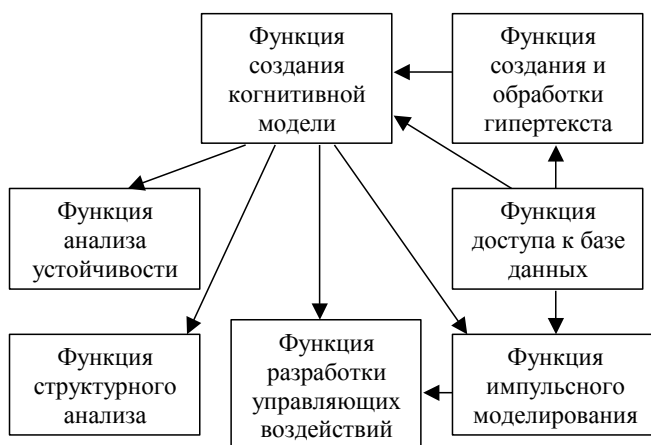 Функция
создания
когнитивной
модели
Функция
создания и
обработки
гипертекста
Функция
анализа
устойчивости
Функция
доступа к базе
данных
Функция
структурного
анализа
Функция
разработки
управляющих
воздействий
Функция
импульсного
моделирования